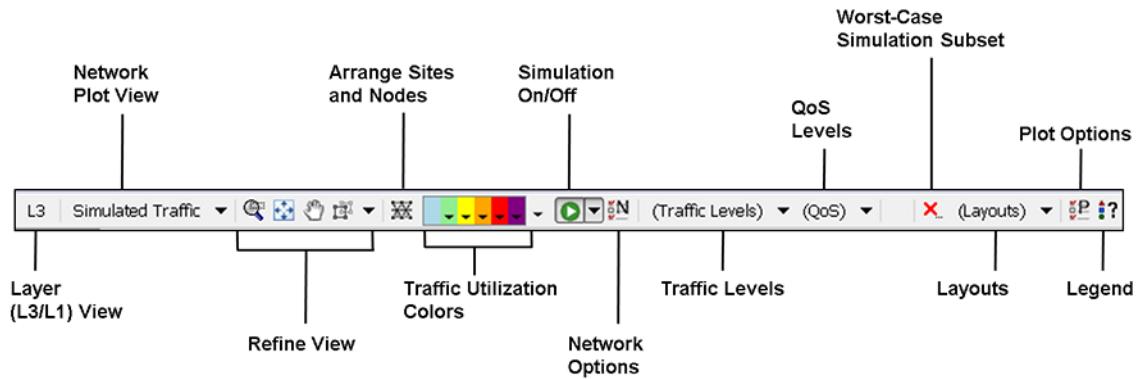 Worst-Case
Simulation Subset
Network
Plot View
Arrange Sites
and Nodes
Simulation
On/Off
QoS
Levels
Plot Options
L3 Simulated Traffic N (Traffic Levels) (QoS) (Layouts) P ?
Layer
(L3/L1) View
Refine View
Traffic Utilization
Colors
Network
Options
Traffic Levels
Layouts
Legend